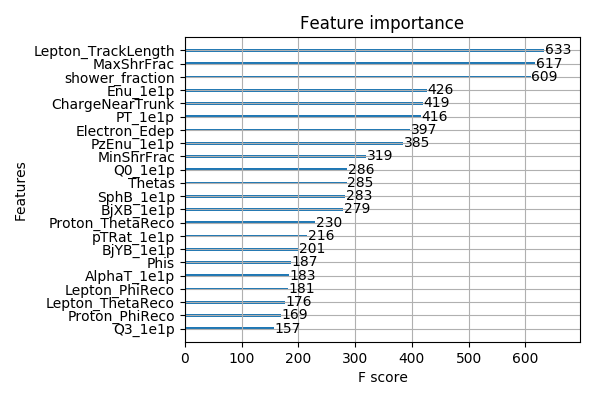 Feature importance
Lepton_TrackLength 633
MaxShrFrac 617
shower_fraction 609
Enu_1e1p 426
ChargeNearTrunk 419
PT_1e1p 416
Electron_Edep 397
PzEnu_1e1p 385
MinShrFrac 319
Q0_1e1p 286
Thetas 285
SphB_1e1p 283
BjXB_1e1p 279
Proton_ThetaReco 230
pTRat_1e1p 216
BjYB_1e1p 201
Phis 187
AlphaT_1e1p 183
Lepton_PhiReco 181
Lepton_ThetaReco 176
Proton_PhiReco 169
Q3_1e1p 157
Features
0 100 200 300 400 500 600
F score